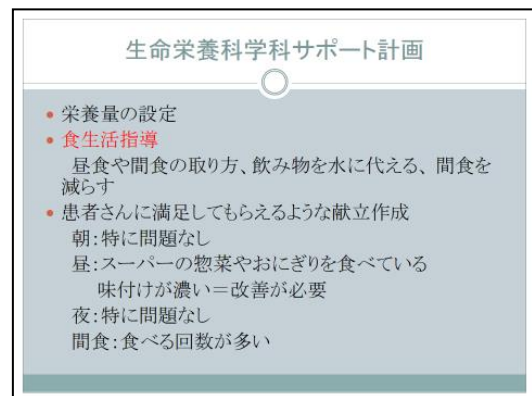 生命栄養科学科サポート計画
• 栄養量の設定
• 食生活指導
昼食や間食の取り方、飲み物を水に代える、間食を
減らす
• 患者さんに満足してもらえるような献立作成
朝:特に問題なし
昼:スーパーの惣菜やおにぎりを食べている
味付けが濃い=改善が必要
夜:特に問題なし
間食:食べる回数が多い